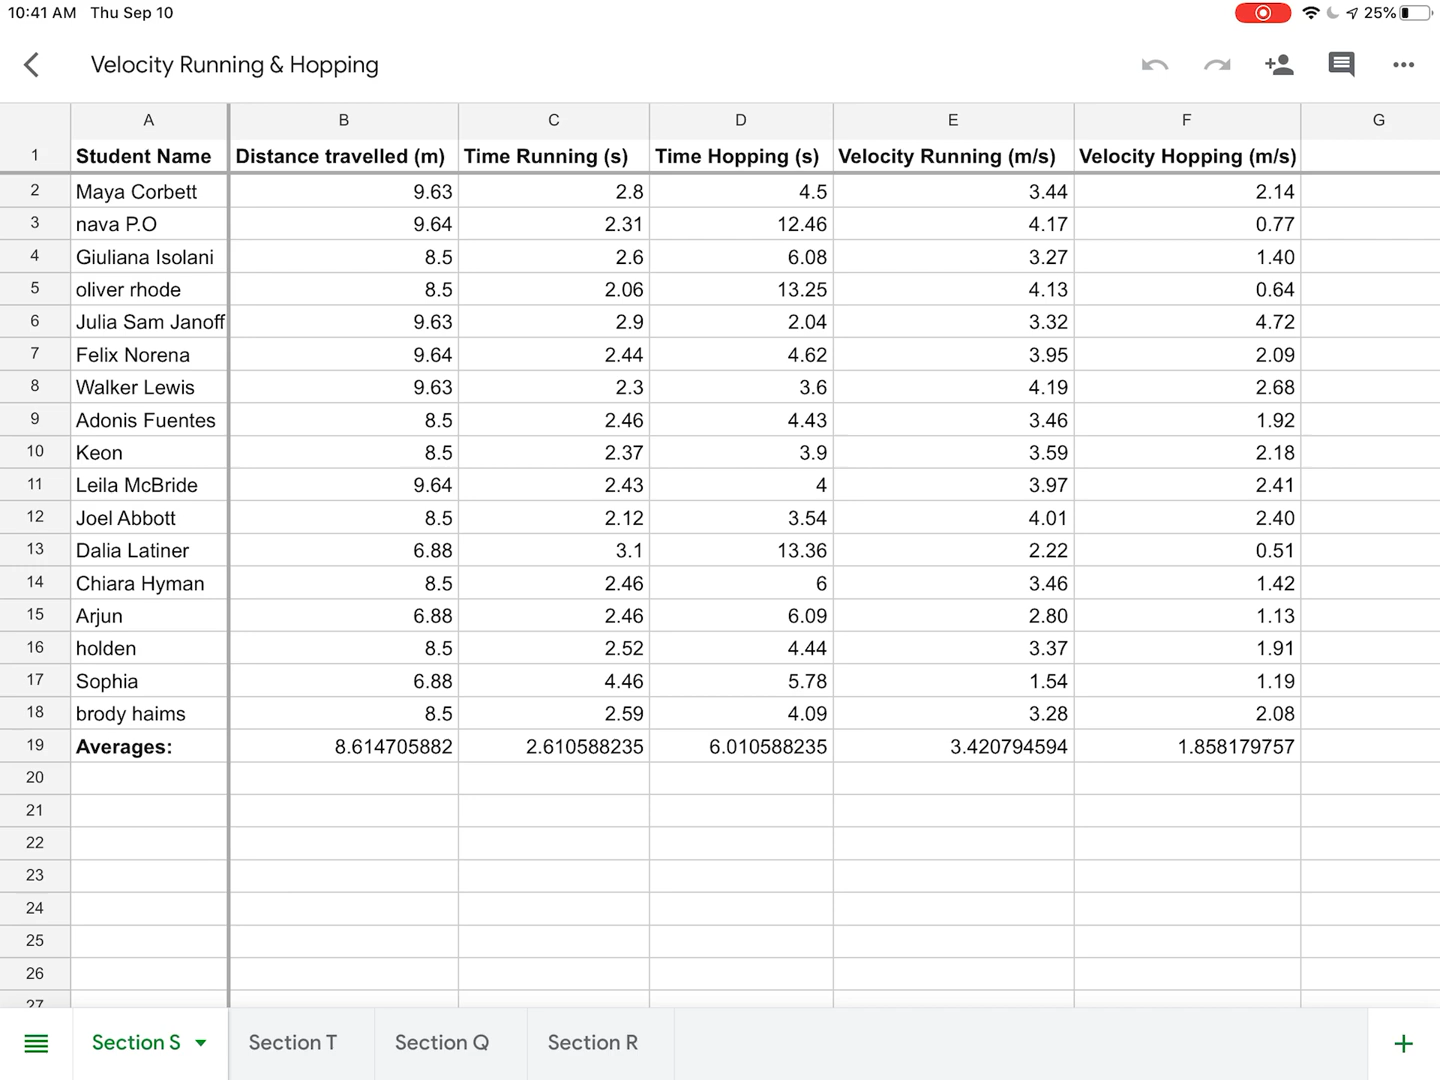 10:41 AM Thu Sep 10 25%
Velocity Running & Hopping
A B C D E F G
1 Student Name Distance travelled (m) Time Running (s) Time Hopping (s) Velocity Running (m/s) Velocity Hopping (m/s)
2 Maya Corbett 9.63 2.8 4.5 3.44 2.14
3 nava P.O 9.64 2.31 12.46 4.17 0.77
4 Giuliana Isolani 8.5 2.6 6.08 3.27 1.40
5 oliver rhode 8.5 2.06 13.25 4.13 0.64
6 Julia Sam Janoff 9.63 2.9 2.04 3.32 4.72
7 Felix Norena 9.64 2.44 4.62 3.95 2.09
8 Walker Lewis 9.63 2.3 3.6 4.19 2.68
9 Adonis Fuentes 8.5 2.46 4.43 3.46 1.92
10 Keon 8.5 2.37 3.9 3.59 2.18
11 Leila McBride 9.64 2.43 4 3.97 2.41
12 Joel Abbott 8.5 2.12 3.54 4.01 2.40
13 Dalia Latiner 6.88 3.1 13.36 2.22 0.51
14 Chiara Hyman 8.5 2.46 6 3.46 1.42
15 Arjun 6.88 2.46 6.09 2.80 1.13
16 holden 8.5 2.52 4.44 3.37 1.91
17 Sophia 6.88 4.46 5.78 1.54 1.19
18 brody haims 8.5 2.59 4.09 3.28 2.08
19 Averages: 8.614705882 2.610588235 6.010588235 3.420794594 1.858179757
20
21
22
23
24
25
26
27
Section S Section T Section Q Section R